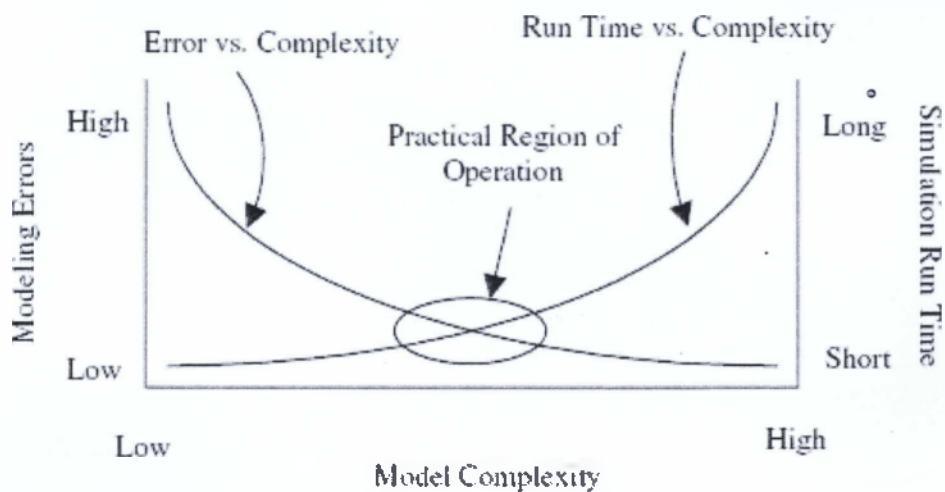 Error vs. Complexity
Run Time vs. Complexity
High
Practical Region of
Operation
Long
Modeling Errors
Simulation Run Time
Low
Short
Low
High
Model Complexity